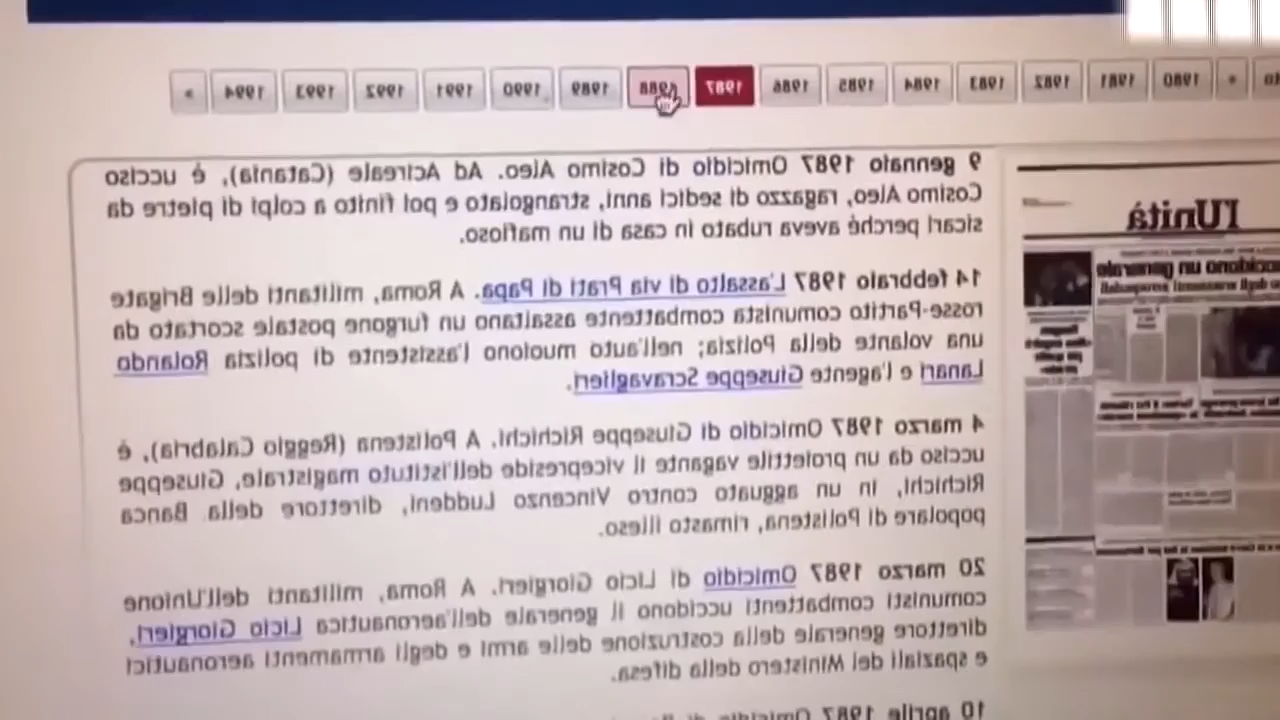 1980 « 1981 1982 1983 1984 1985 1986 1987 1988 1989 1990 1991 1992 1993 1994 »
l'Unità
uccidono un generale
9 gennaio 1987 Omicidio di Cosimo Aleo. Ad Acireale (Catania), è ucciso
Cosimo Aleo, ragazzo di sedici anni, strangolato e poi finito a colpi di pietre da
sicari perché aveva rubato in casa di un mafioso.
14 febbraio 1987 L'assalto di via Prati di Papa. A Roma, militanti delle Brigate
rosse-Partito comunista combattente assaltano un furgone postale scortato da
una volante della Polizia; nell'auto muoiono l'assistente di polizia Rolando
Lanari e l'agente Giuseppe Scravaglieri.
4 marzo 1987 Omicidio di Giuseppe Richichi. A Polistena (Reggio Calabria), è
ucciso da un proiettile vagante il vicepreside dell'istituto magistrale, Giuseppe
Richichi, in un agguato contro Vincenzo Luddeni, direttore della Banca
popolare di Polistena, rimasto illeso.
20 marzo 1987 Omicidio di Licio Giorgieri. A Roma, militanti dell'Unione
comunisti combattenti uccidono il generale dell'aeronautica Licio Giorgieri,
direttore generale della costruzione delle armi e degli armamenti aeronautici
e spaziali del Ministero della difesa.
10 aprile 1987 Omicidio di